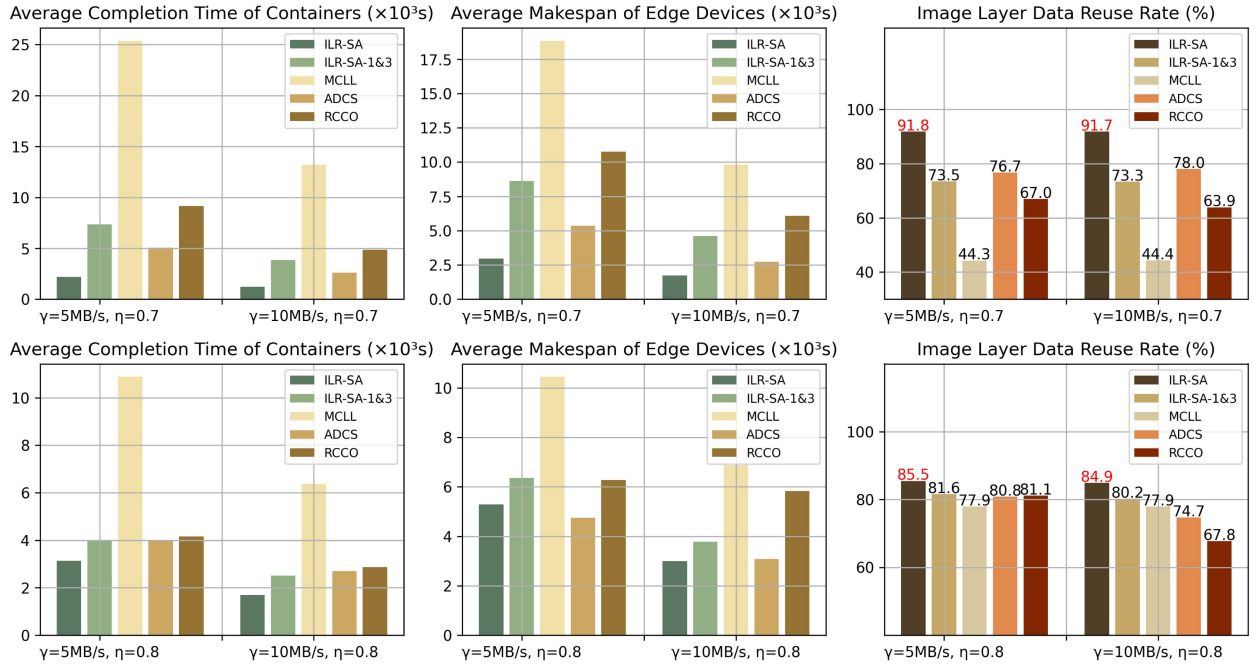 Average Completion Time of Containers (×10³s)
25
20
15
10
5
0
ILR-SA
ILR-SA-1&3
MCLL
ADCS
RCCO
γ=5MB/s, η=0.7
γ=10MB/s, η=0.7
Average Makespan of Edge Devices (×10³s)
17.5
15.0
12.5
10.0
7.5
5.0
2.5
0.0
ILR-SA
ILR-SA-1&3
MCLL
ADCS
RCCO
γ=5MB/s, η=0.7
γ=10MB/s, η=0.7
Image Layer Data Reuse Rate (%)
100
80
60
40
ILR-SA
ILR-SA-1&3
MCLL
ADCS
RCCO
91.8
73.5
44.3
76.7
67.0
91.7
73.3
44.4
78.0
63.9
γ=5MB/s, η=0.7
γ=10MB/s, η=0.7
Average Completion Time of Containers (×10³s)
10
8
6
4
2
0
ILR-SA
ILR-SA-1&3
MCLL
ADCS
RCCO
γ=5MB/s, η=0.8
γ=10MB/s, η=0.8
Average Makespan of Edge Devices (×10³s)
10
8
6
4
2
0
ILR-SA
ILR-SA-1&3
MCLL
ADCS
RCCO
γ=5MB/s, η=0.8
γ=10MB/s, η=0.8
Image Layer Data Reuse Rate (%)
100
80
60
ILR-SA
ILR-SA-1&3
MCLL
ADCS
RCCO
85.5
81.6
77.9
80.8
81.1
84.9
80.2
77.9
74.7
67.8
γ=5MB/s, η=0.8
γ=10MB/s, η=0.8